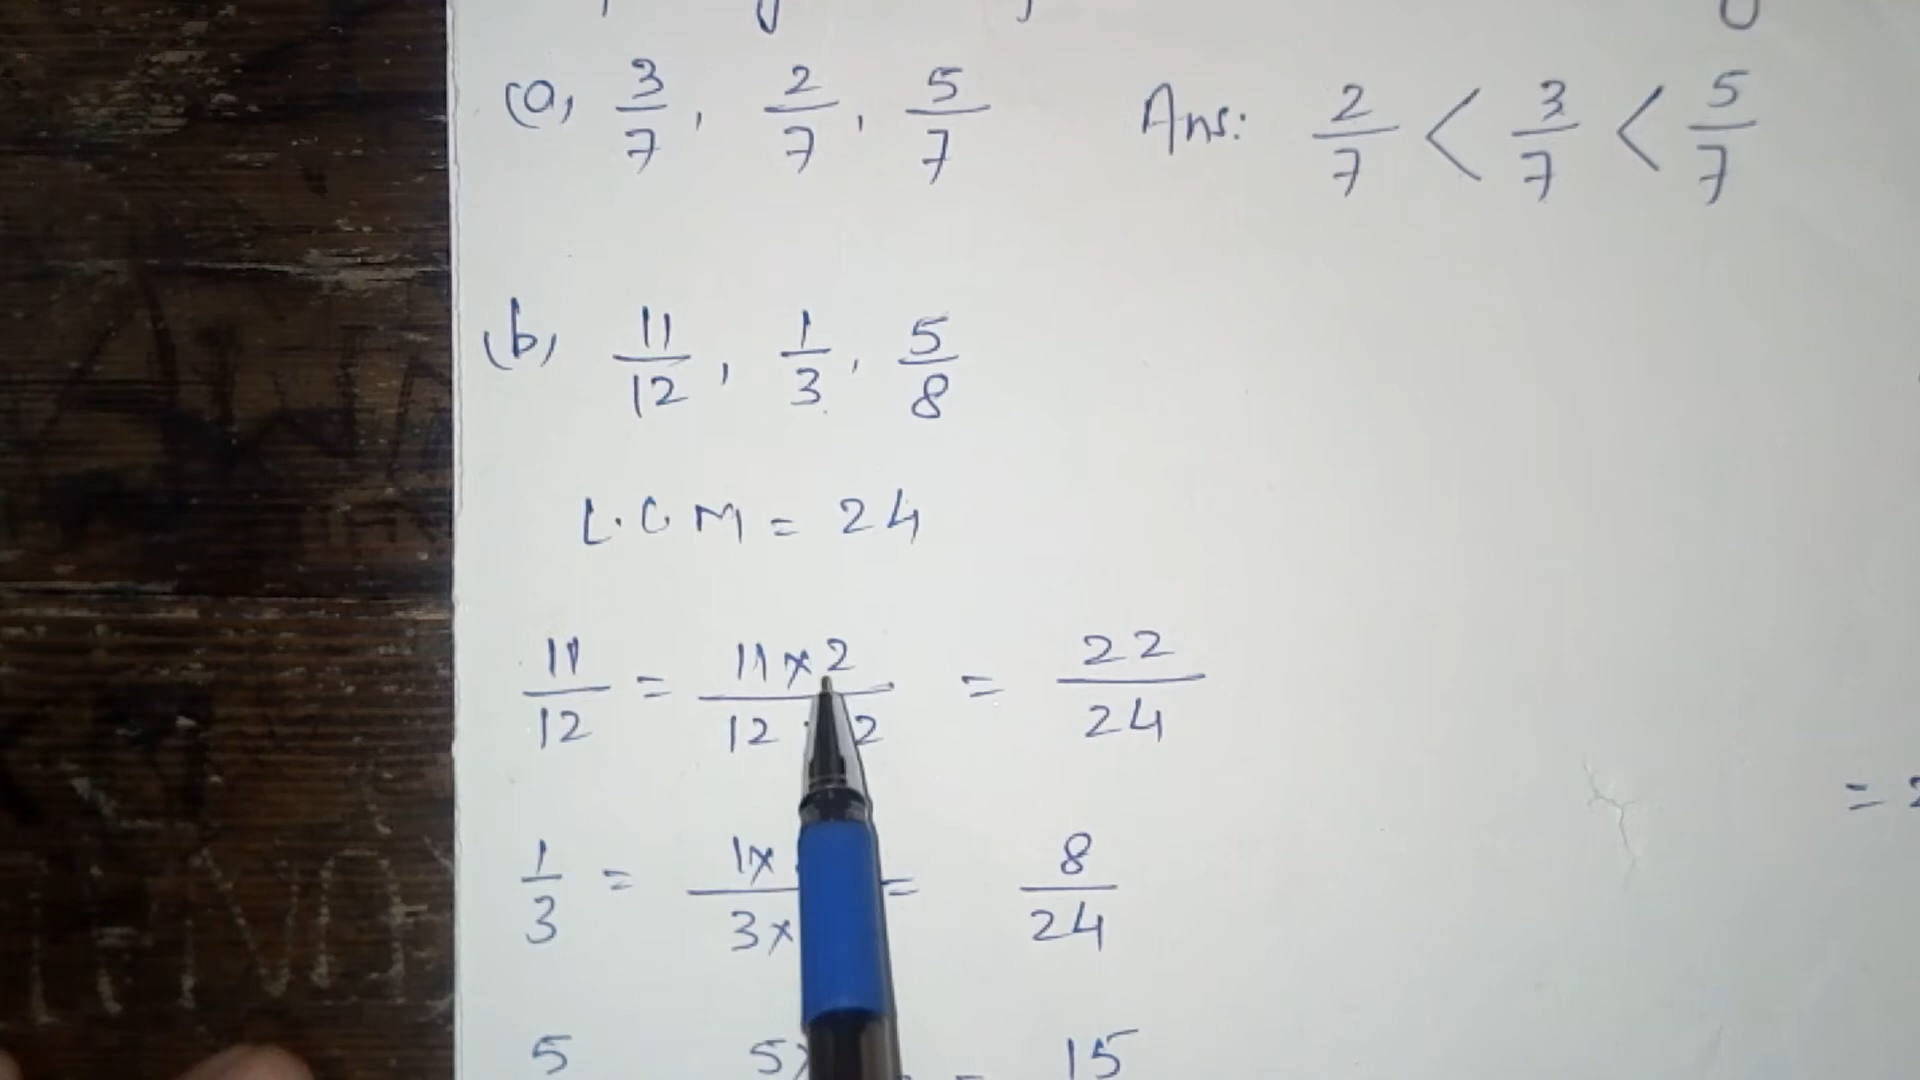 (a) 3/7, 2/7, 5/7 Ans: 2/7 < 3/7 < 5/7
(b) 11/12, 1/3, 5/8
L.C.M = 24
11/12 = 11×2/12 2 = 22/24
=
1/3 = 1×/3× = 8/24
5 5× = 15